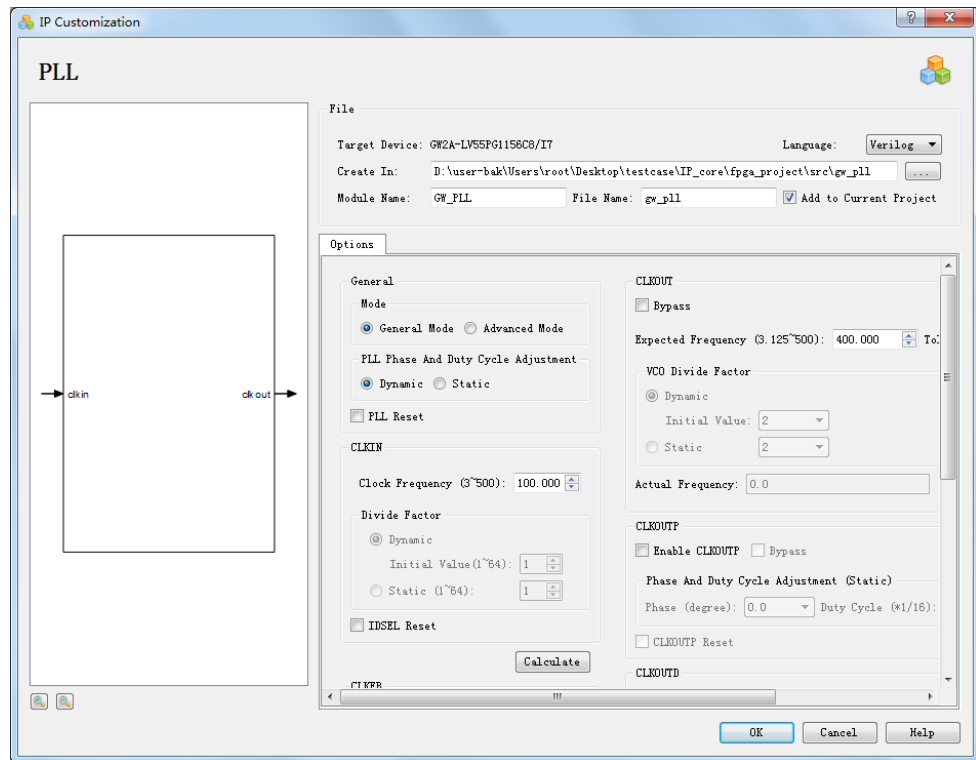 IP Customization
PLL
clkin
clkout
File
Target Device: GW2A-LV55PG1156C8/I7 Language: Verilog
Create In: D:\user-bak\Users\root\Desktop\testcase\IP_core\fpga_project\src\gw_pll ...
Module Name: GW_PLL File Name: gw_pll Add to Current Project
Options
General
Mode
General Mode Advanced Mode
PLL Phase And Duty Cycle Adjustment
Dynamic Static
PLL Reset
CLKIN
Clock Frequency (3~500): 100.000
Divide Factor
Dynamic
Initial Value(1~64): 1
Static (1~64): 1
IDSEL Reset
Calculate
CLKFB
CLKOUT
Bypass
Expected Frequency (3.125~500): 400.000
VCO Divide Factor
Dynamic
Initial Value: 2
Static 2
Actual Frequency: 0.0
CLKOUTP
Enable CLKOUTP Bypass
Phase And Duty Cycle Adjustment (Static)
Phase (degree): 0.0 Duty Cycle (*1/16):
CLKOUTP Reset
CLKOUTD
OK Cancel Help